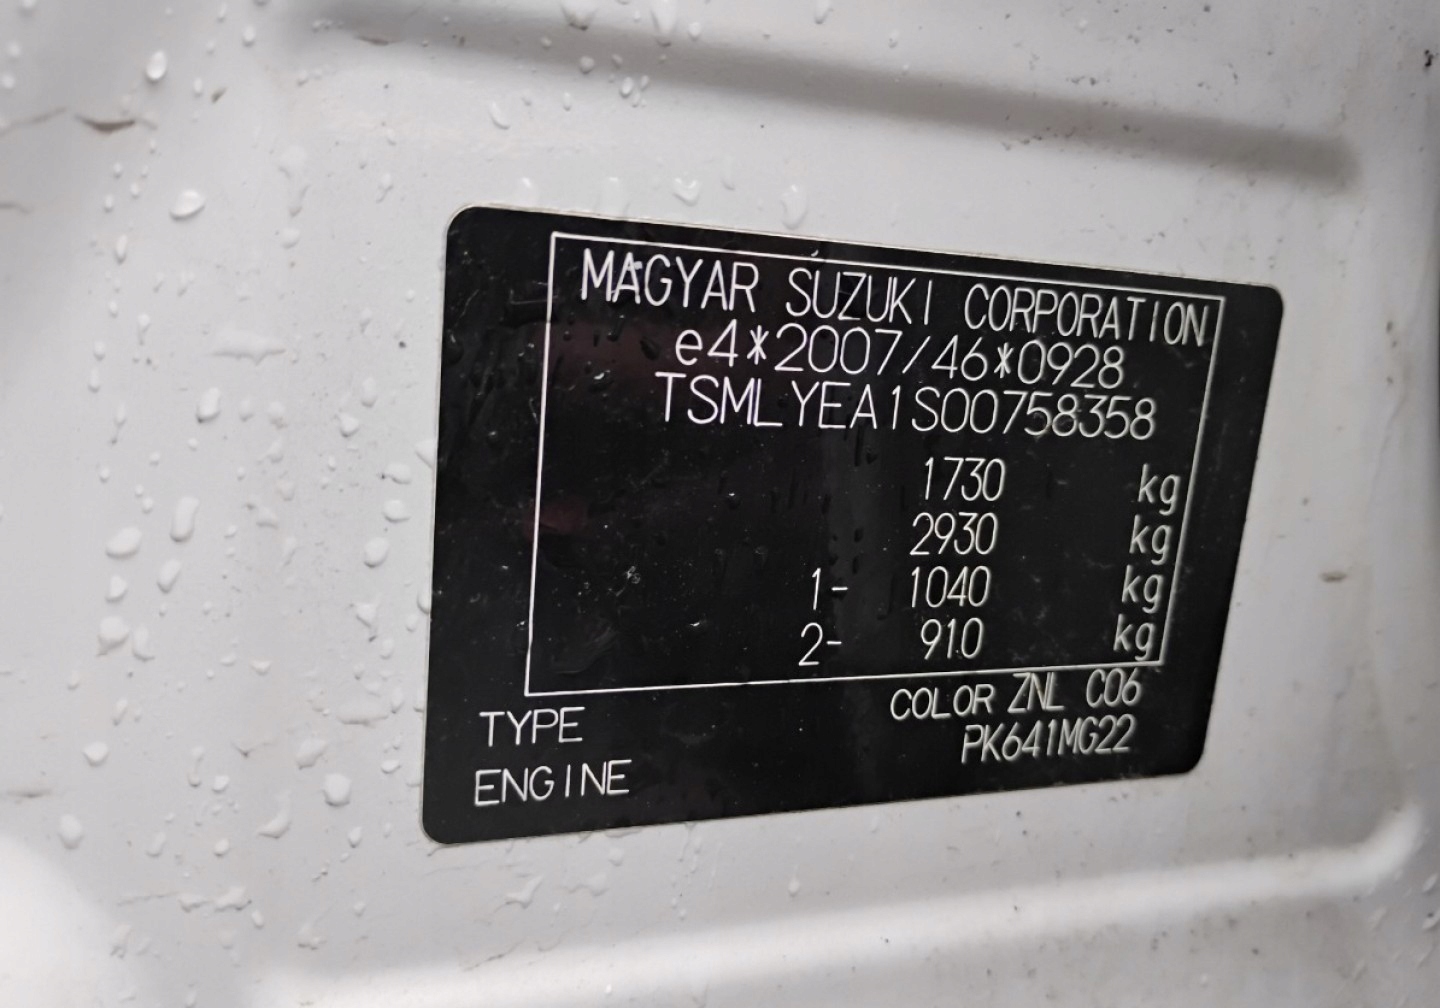 MAGYAR SUZUKI CORPORATION
e4*2007/46*0928
TSMLYEA1S00758358
1730 kg
2930 kg
1- 1040 kg
2- 910 kg
COLOR ZNL C06
TYPE PK641MG22
ENGINE